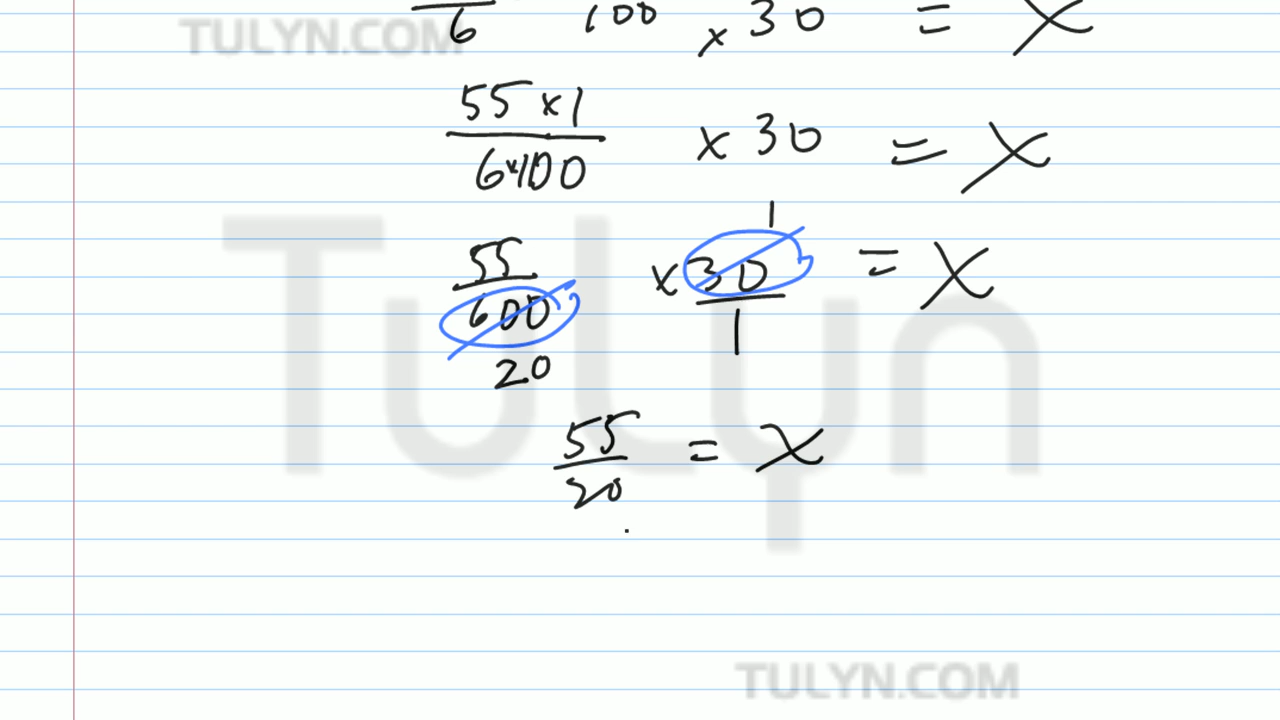 6 100 x 30 = x
TULYN.COM
55 x 1
6x100 x 30 = x
1
55 x 30 = x
600 1
20
Tulyn
55 = x
20
TULYN.COM